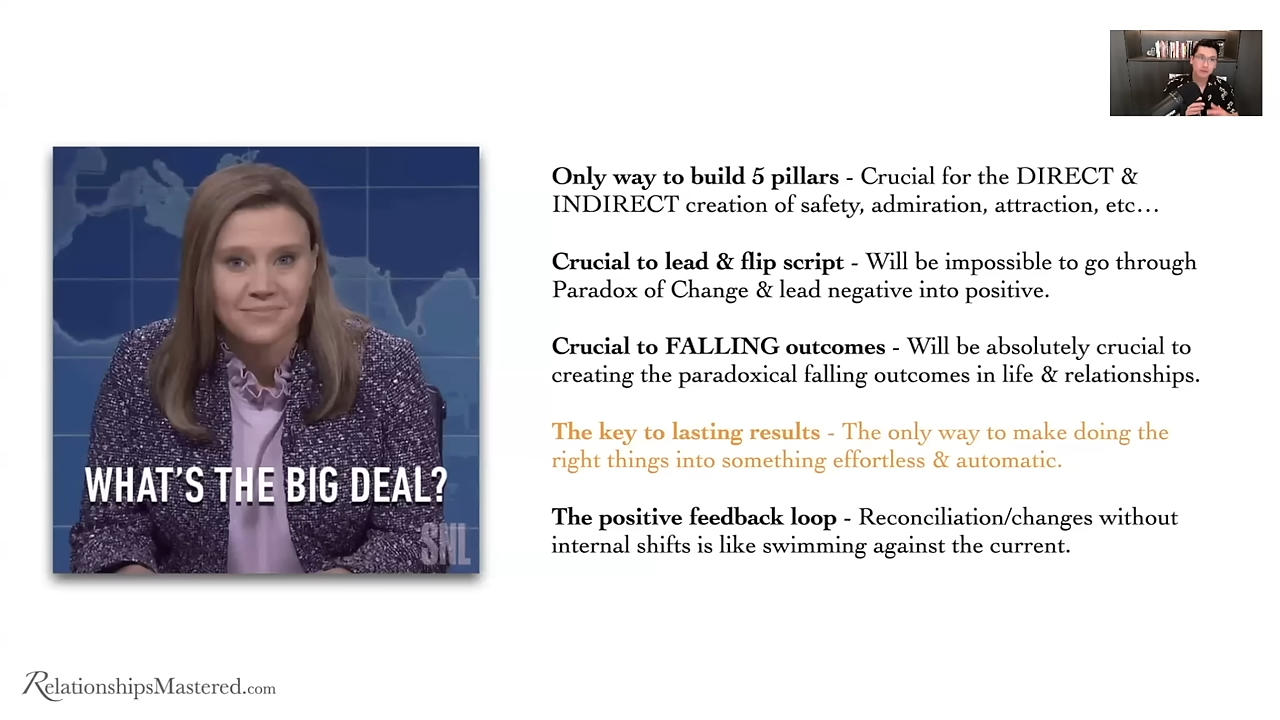 Only way to build 5 pillars - Crucial for the DIRECT &
INDIRECT creation of safety, admiration, attraction, etc…
Crucial to lead & flip script - Will be impossible to go through
Paradox of Change & lead negative into positive.
Crucial to FALLING outcomes - Will be absolutely crucial to
creating the paradoxical falling outcomes in life & relationships.
The key to lasting results - The only way to make doing the
right things into something effortless & automatic.
The positive feedback loop - Reconciliation/changes without
internal shifts is like swimming against the current.
WHAT'S THE BIG DEAL?
SNL
RelationshipsMastered.com